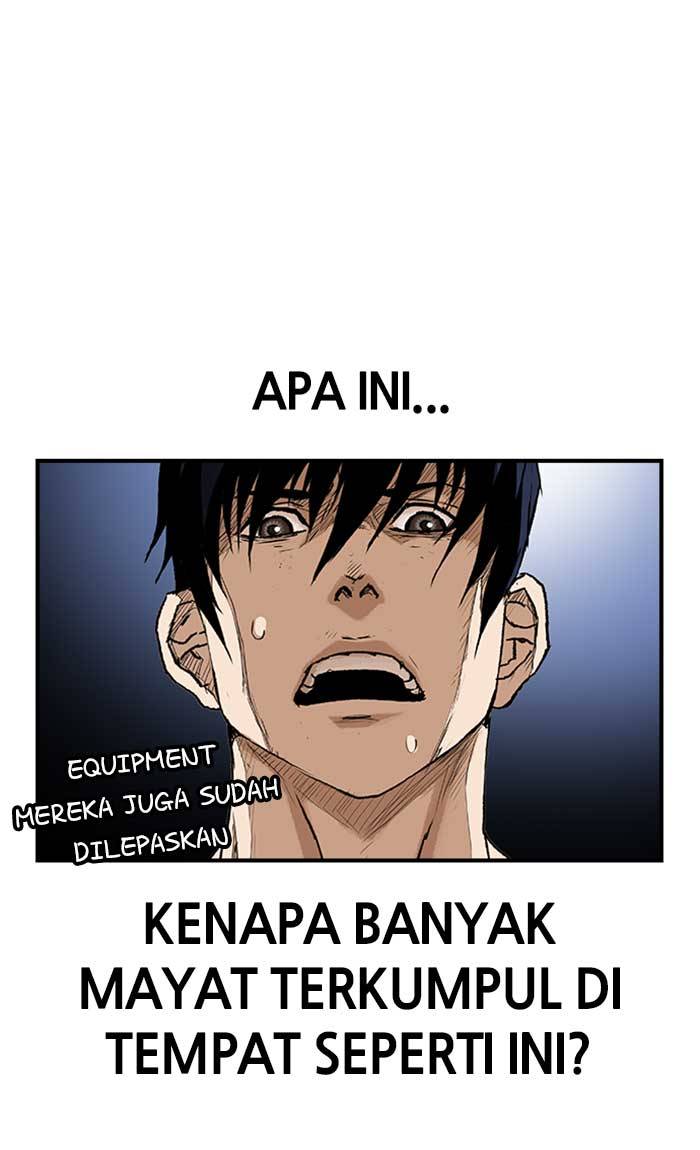 APA INI...
EQUIPMENT
MEREKA JUGA SUDAH
DILEPASKAN
KENAPA BANYAK
MAYAT TERKUMPUL DI
TEMPAT SEPERTI INI?